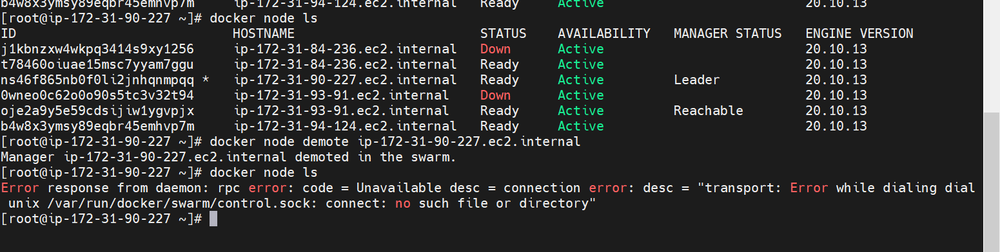 b4w8x3ymsy89eqbr45emhvp7m ip-172-31-94-124.ec2.internal Ready Active 20.10.13
[root@ip-172-31-90-227 ~]# docker node ls
ID HOSTNAME STATUS AVAILABILITY MANAGER STATUS ENGINE VERSION
j1kbnzxw4wkpq3414s9xy1256 ip-172-31-84-236.ec2.internal Down Active 20.10.13
t78460oiuae15msc7yyam7ggu ip-172-31-84-236.ec2.internal Ready Active 20.10.13
ns46f865nb0f0li2jnhqnmpqq * ip-172-31-90-227.ec2.internal Ready Active Leader 20.10.13
0wneo0c62o0o90s5tc3v32t94 ip-172-31-93-91.ec2.internal Down Active 20.10.13
oje2a9y5e59cdsijiw1ygvpjx ip-172-31-93-91.ec2.internal Ready Active Reachable 20.10.13
b4w8x3ymsy89eqbr45emhvp7m ip-172-31-94-124.ec2.internal Ready Active 20.10.13
[root@ip-172-31-90-227 ~]# docker node demote ip-172-31-90-227.ec2.internal
Manager ip-172-31-90-227.ec2.internal demoted in the swarm.
[root@ip-172-31-90-227 ~]# docker node ls
Error response from daemon: rpc error: code = Unavailable desc = connection error: desc = "transport: Error while dialing dial
unix /var/run/docker/swarm/control.sock: connect: no such file or directory"
[root@ip-172-31-90-227 ~]#